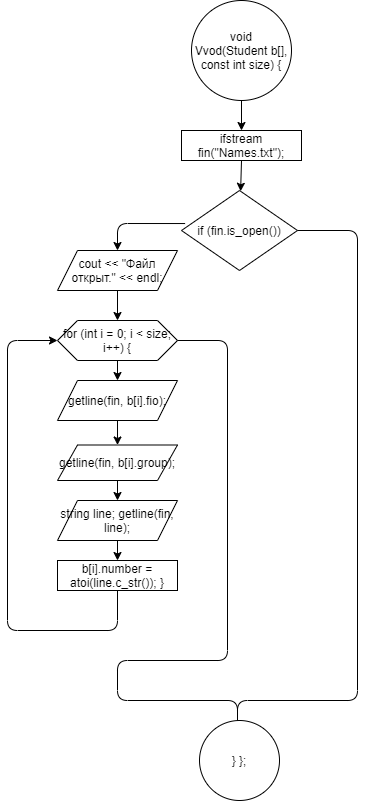 void
Vvod(Student b[],
const int size) {
ifstream
fin("Names.txt");
if (fin.is_open())
cout << "Файл
открыт." << endl;
for (int i = 0; i < size;
i++) {
getline(fin, b[i].fio);
getline(fin, b[i].group);
string line; getline(fin,
line);
b[i].number =
atoi(line.c_str()); }
} };